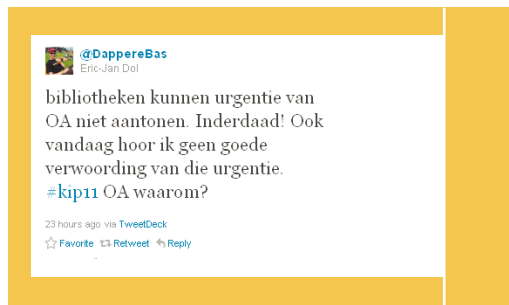 @DappereBas
Eric-Jan Dol
bibliotheken kunnen urgentie van
OA niet aantonen. Inderdaad! Ook
vandaag hoor ik geen goede
verwoording van die urgentie.
#kip11 OA waarom?
23 hours ago via TweetDeck
Favorite Retweet Reply